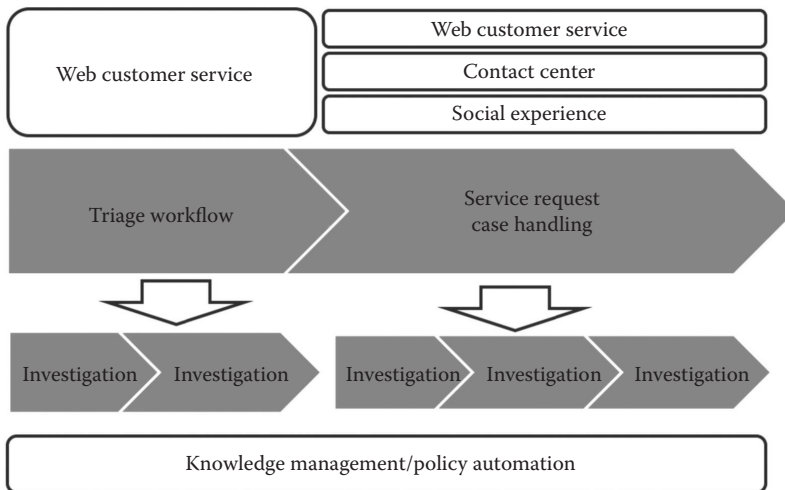 Web customer service
Web customer service
Contact center
Social experience
Triage workflow
Service request
case handling
Investigation
Investigation
Investigation
Investigation
Investigation
Knowledge management/policy automation